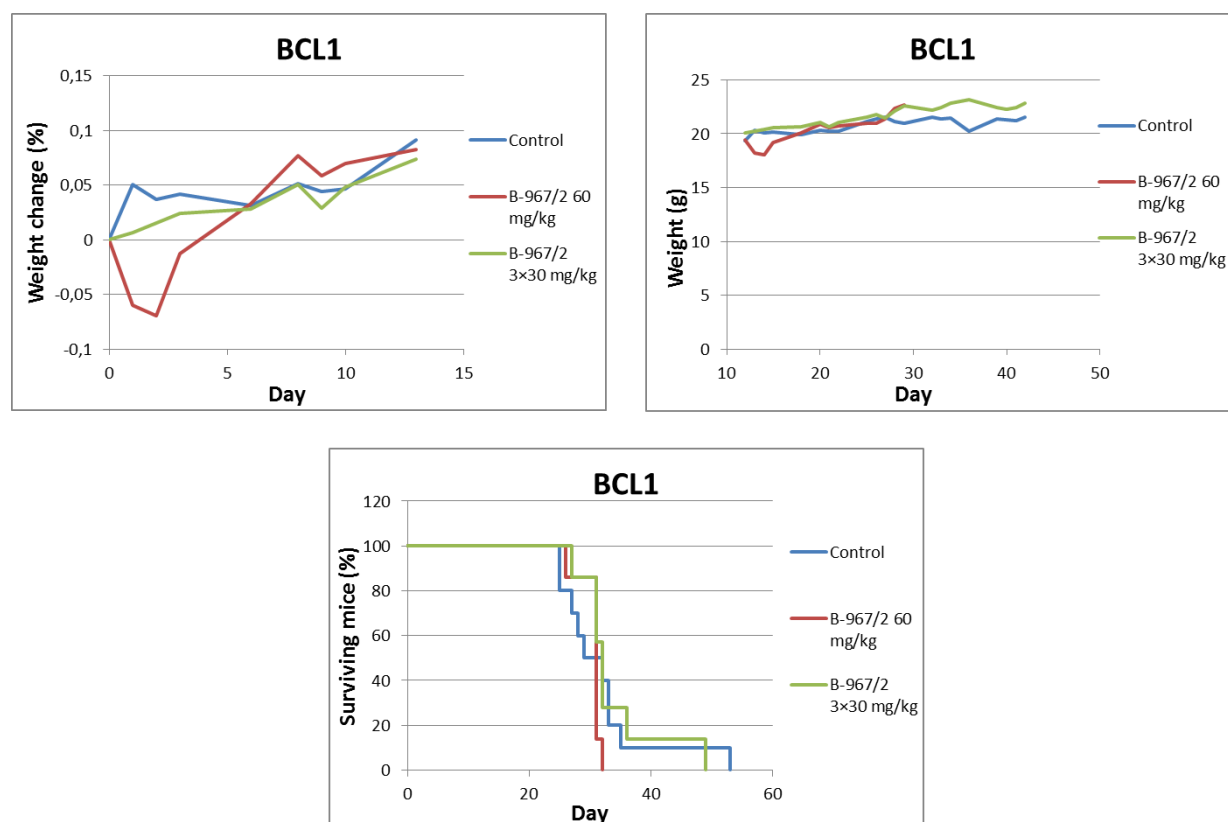 BCL1
Weight change (%)
0,15
0,1
0,05
0
-0,05
-0,1
0
5
10
15
Day
Control
B-967/2 60
mg/kg
B-967/2
3×30 mg/kg
BCL1
Weight (g)
25
20
15
10
5
0
10
20
30
40
50
Day
Control
B-967/2 60
mg/kg
B-967/2
3×30 mg/kg
BCL1
Surviving mice (%)
120
100
80
60
40
20
0
0
20
40
60
Day
Control
B-967/2 60
mg/kg
B-967/2
3×30 mg/kg